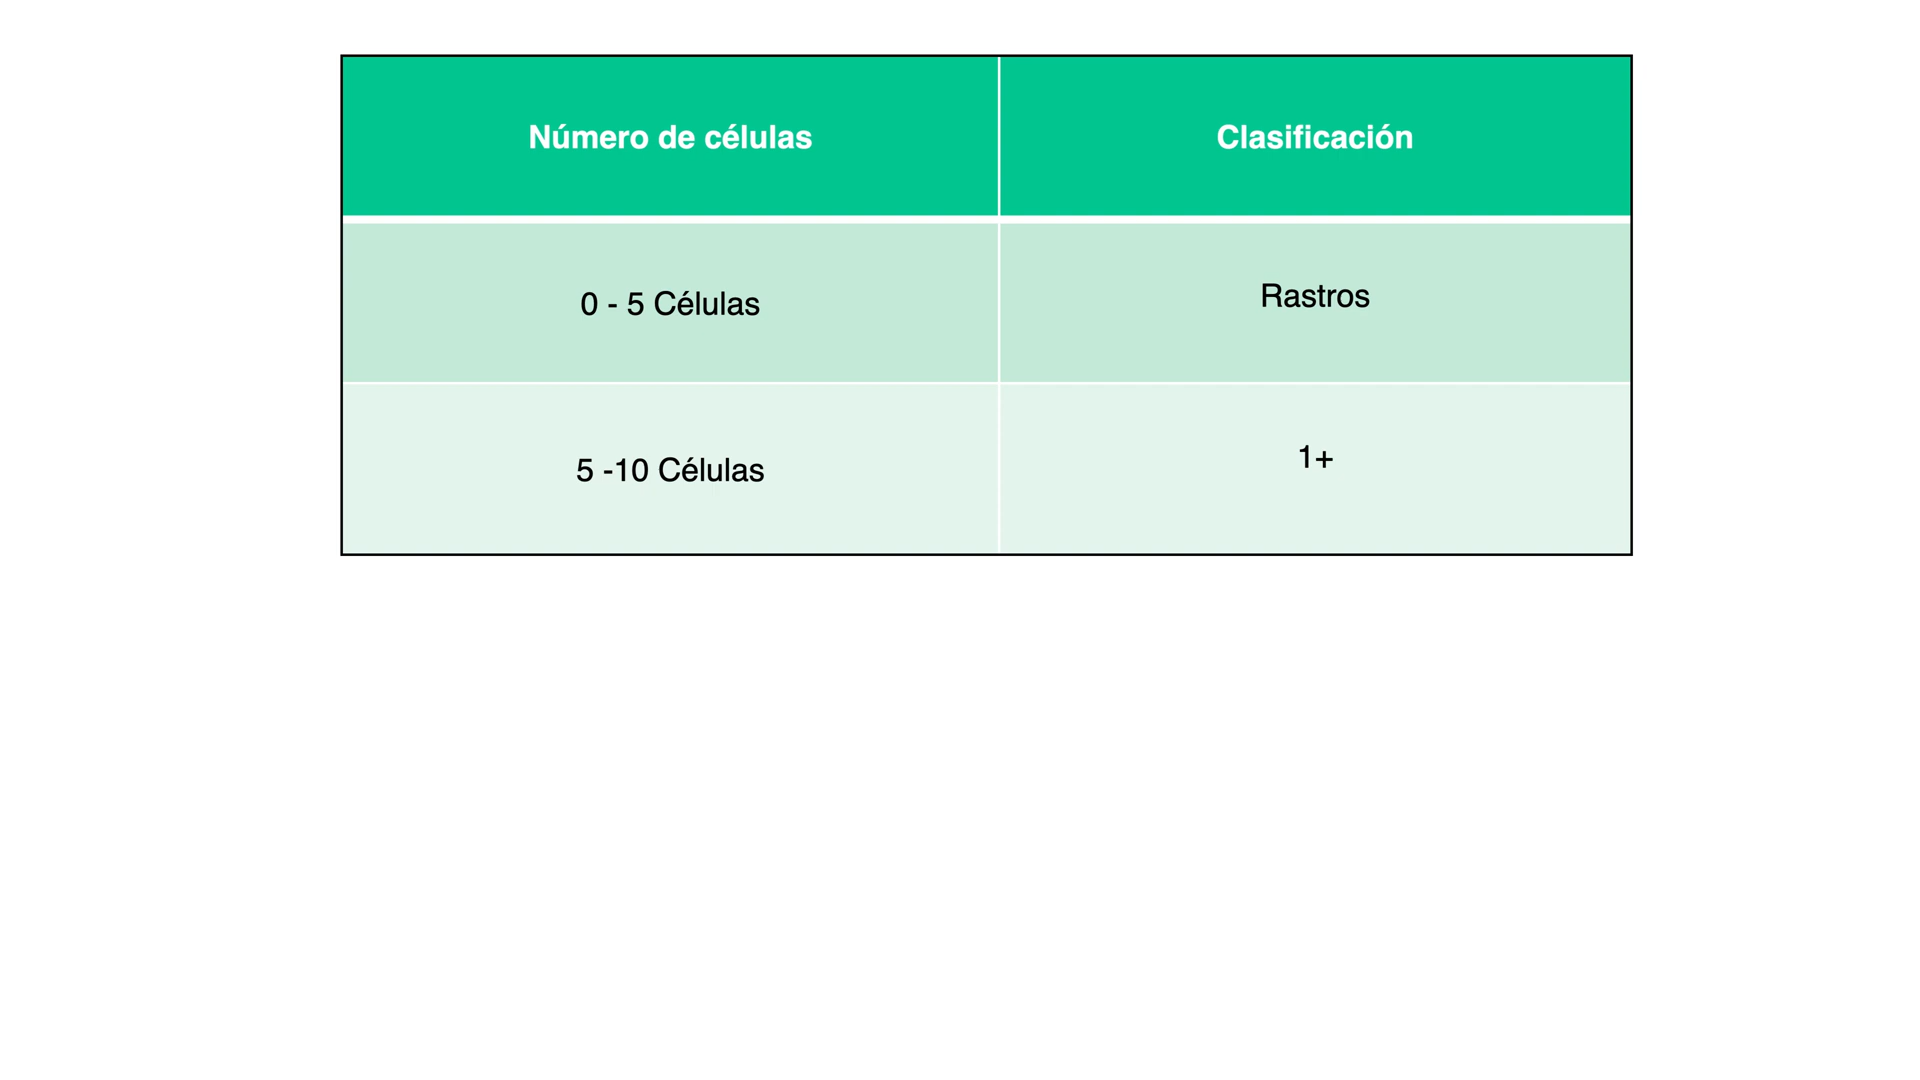 Número de células
Clasificación
0 - 5 Células
Rastros
5 -10 Células
1+